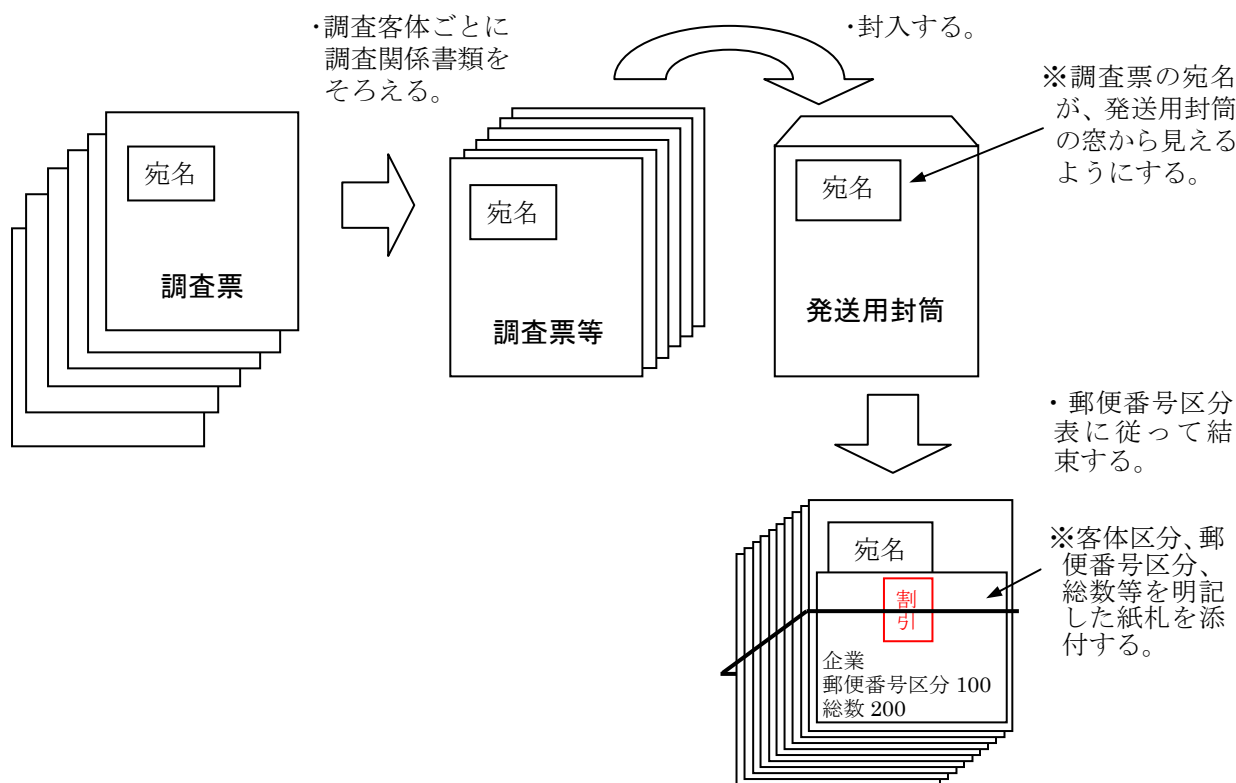 ・調査客体ごとに
調査関係書類を
そろえる。
・封入する。
※調査票の宛名
が、発送用封筒
の窓から見える
ようにする。
宛名
調査票
宛名
調査票等
宛名
発送用封筒
・郵便番号区分
表に従って結
束する。
宛名
割
引
企業
郵便番号区分 100
総数 200
※客体区分、郵
便番号区分、
総数等を明記
した紙札を添
付する。